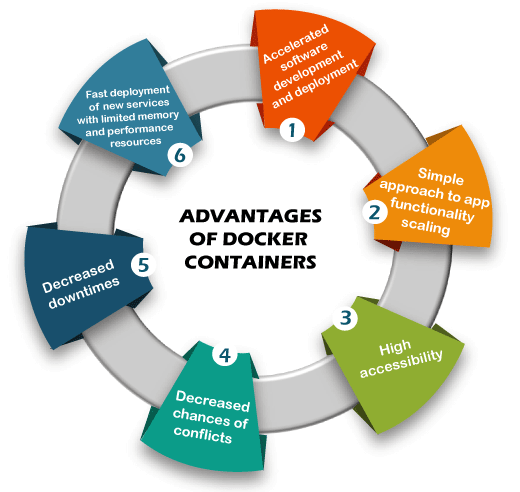 ADVANTAGES
OF DOCKER
CONTAINERS
Accelerated
software
development
and deployment
1
Simple
approach to app
functionality
scaling
2
3
High
accessibility
4
Decreased
chances of
conflicts
Decreased
downtimes
5
Fast deployment
of new services
with limited memory
and performance
resources
6